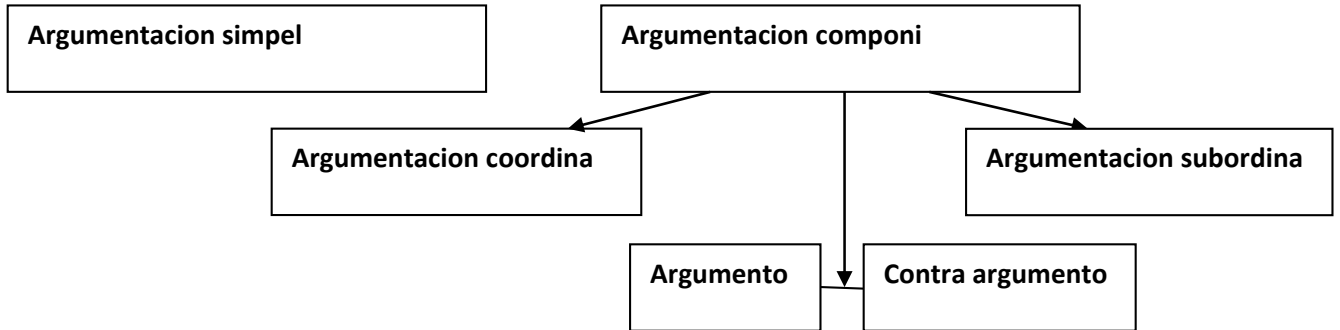 Argumentacion simpel
Argumentacion componi
Argumentacion coordina
Argumentacion subordina
Argumento
Contra argumento